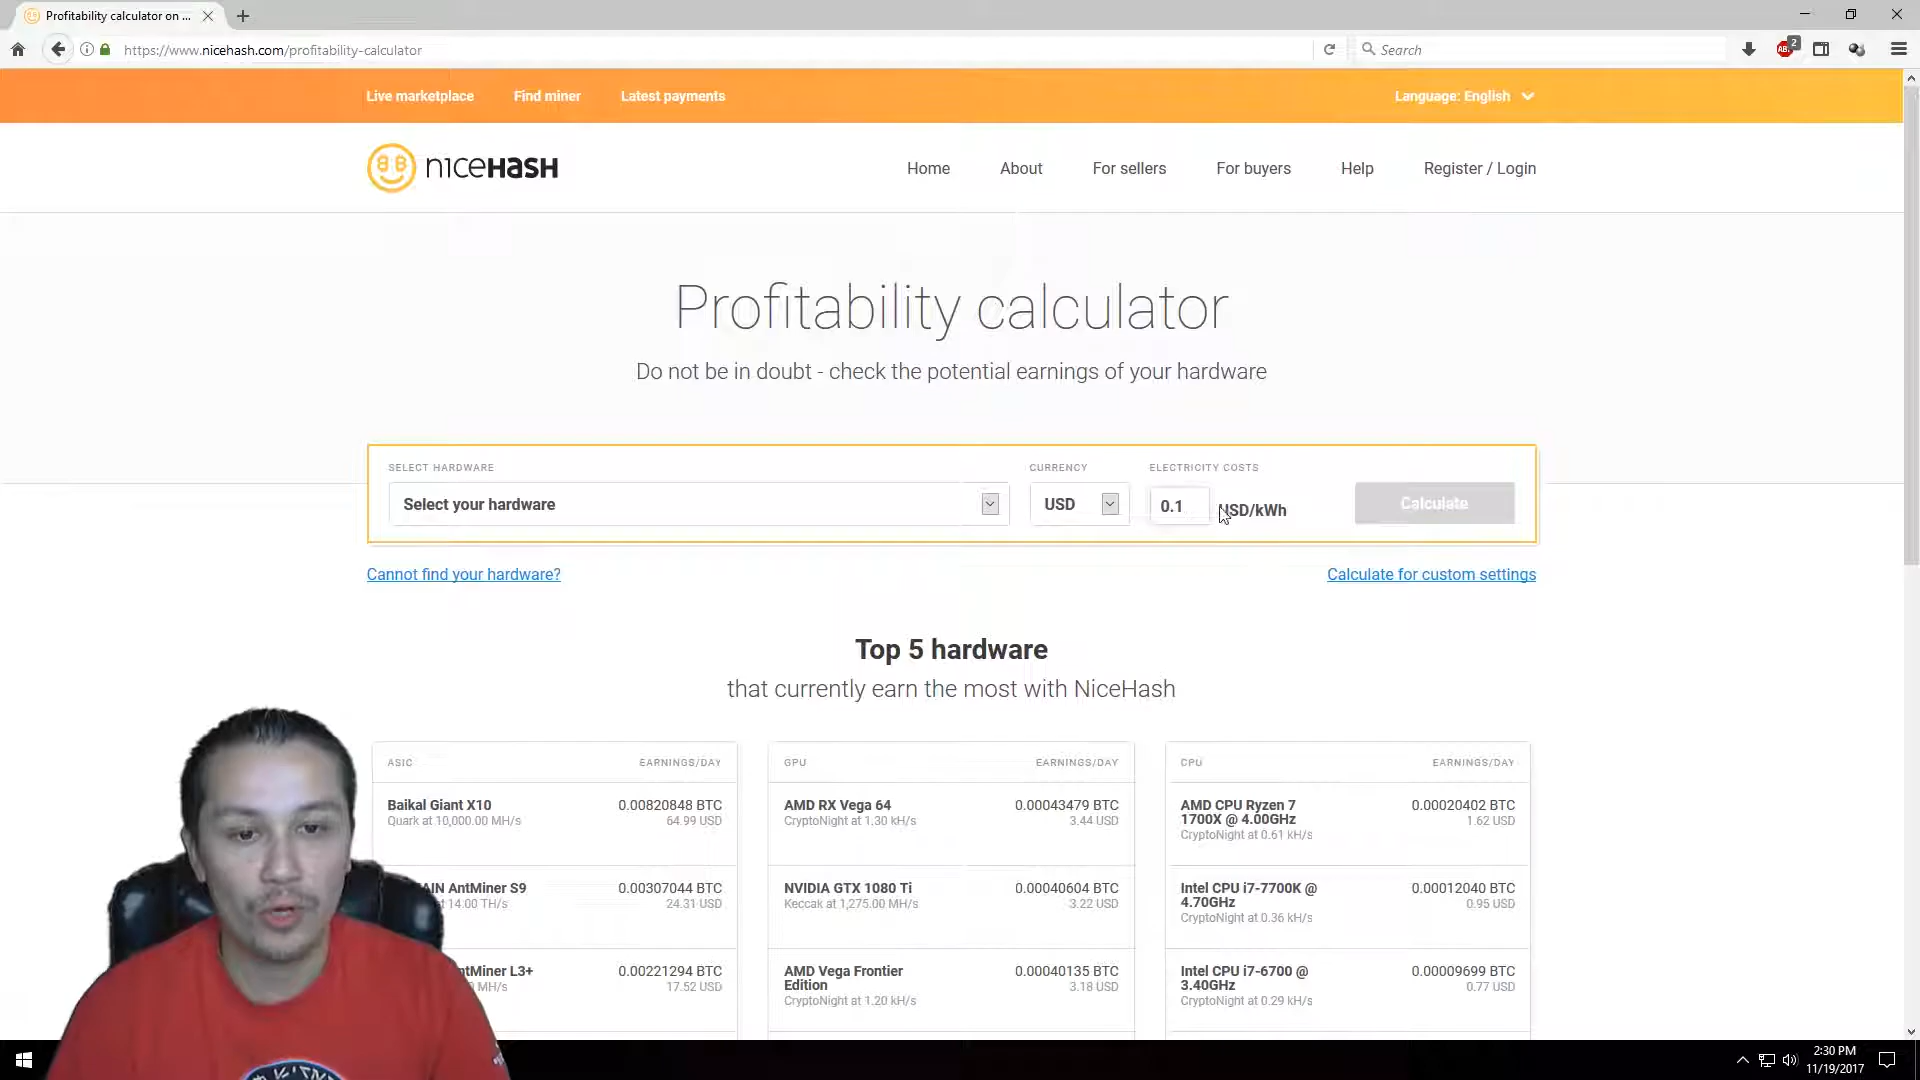 Profitability calculator on ...
https://www.nicehash.com/profitability-calculator
Search
2
Live marketplace
Find miner
Latest payments
Language: English
niceHASH
Home
About
For sellers
For buyers
Help
Register / Login
Profitability calculator
Do not be in doubt - check the potential earnings of your hardware
SELECT HARDWARE
CURRENCY
ELECTRICITY COSTS
Select your hardware
USD
0.1
USD/kWh
Calculate
Cannot find your hardware?
Calculate for custom settings
Top 5 hardware
that currently earn the most with NiceHash
ASIC
EARNINGS/DAY
Baikal Giant X10
0.00820848 BTC
Quark at 10,000.00 MH/s
64.99 USD
AIN AntMiner S9
0.00307044 BTC
at 14.00 TH/s
24.31 USD
ntMiner L3+
0.00221294 BTC
MH/s
17.52 USD
GPU
EARNINGS/DAY
AMD RX Vega 64
0.00043479 BTC
CryptoNight at 1.30 kH/s
3.44 USD
NVIDIA GTX 1080 Ti
0.00040604 BTC
Keccak at 1,275.00 MH/s
3.22 USD
AMD Vega Frontier
Edition
0.00040135 BTC
3.18 USD
CryptoNight at 1.20 kH/s
CPU
EARNINGS/DAY
AMD CPU Ryzen 7
1700X @ 4.00GHz
0.00020402 BTC
1.62 USD
CryptoNight at 0.61 kH/s
Intel CPU i7-7700K @
4.70GHz
0.00012040 BTC
0.95 USD
CryptoNight at 0.36 kH/s
Intel CPU i7-6700 @
3.40GHz
0.00009699 BTC
0.77 USD
CryptoNight at 0.29 kH/s
2:30 PM
11/19/2017